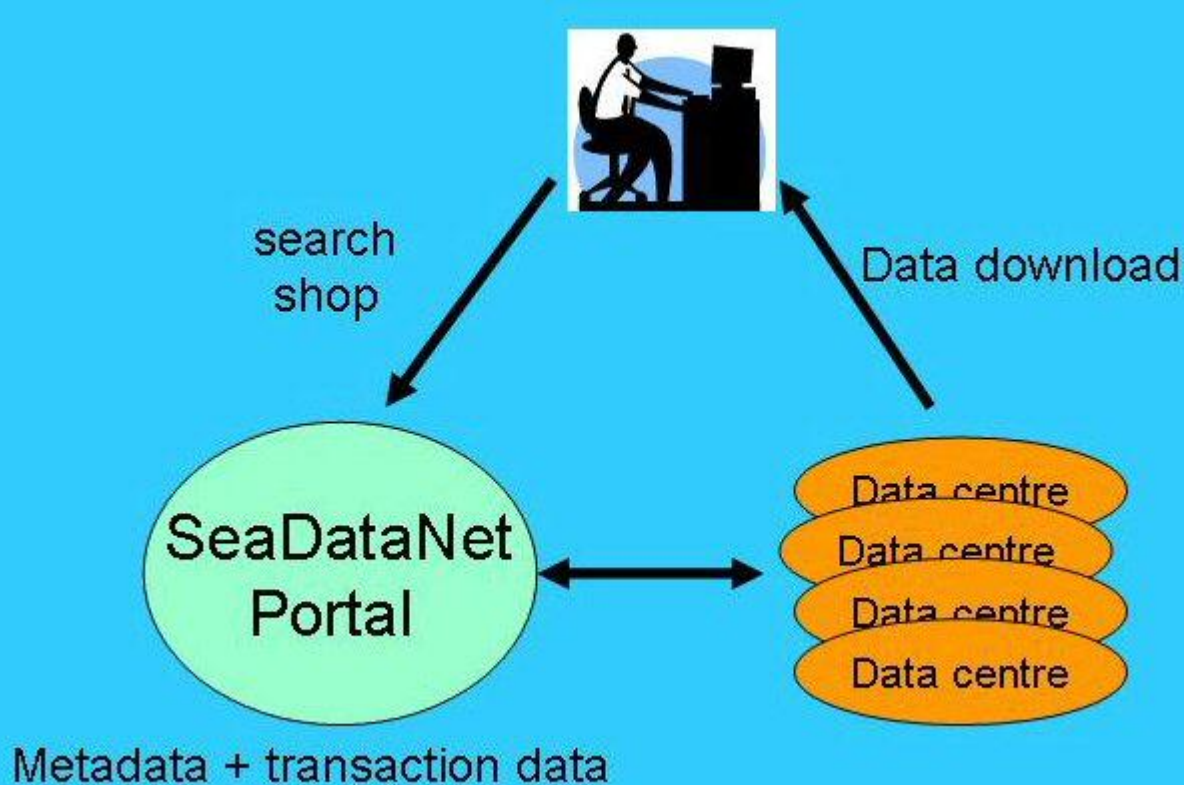 search
shop
Data download
SeaDataNet
Portal
Data centre
Data centre
Data centre
Data centre
Metadata + transaction data